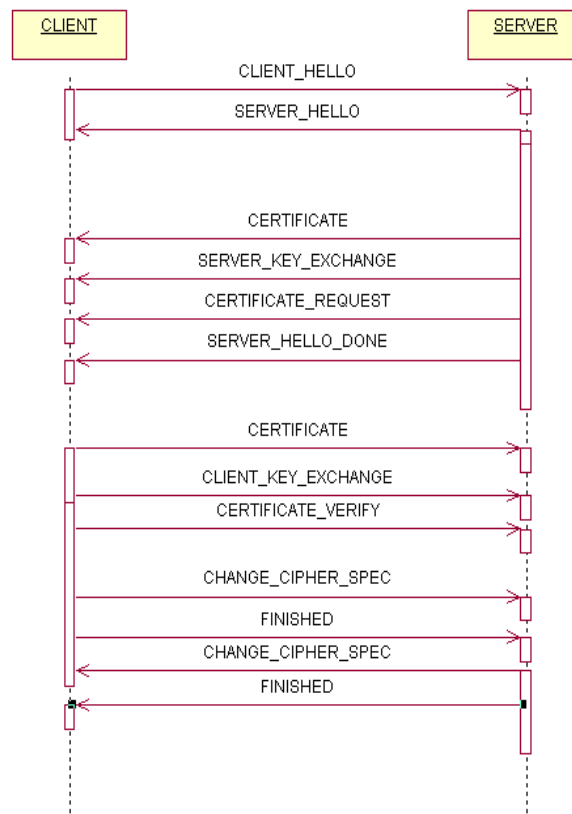 CLIENT
SERVER
CLIENT_HELLO
SERVER_HELLO
CERTIFICATE
SERVER_KEY_EXCHANGE
CERTIFICATE_REQUEST
SERVER_HELLO_DONE
CERTIFICATE
CLIENT_KEY_EXCHANGE
CERTIFICATE_VERIFY
CHANGE_CIPHER_SPEC
FINISHED
CHANGE_CIPHER_SPEC
FINISHED